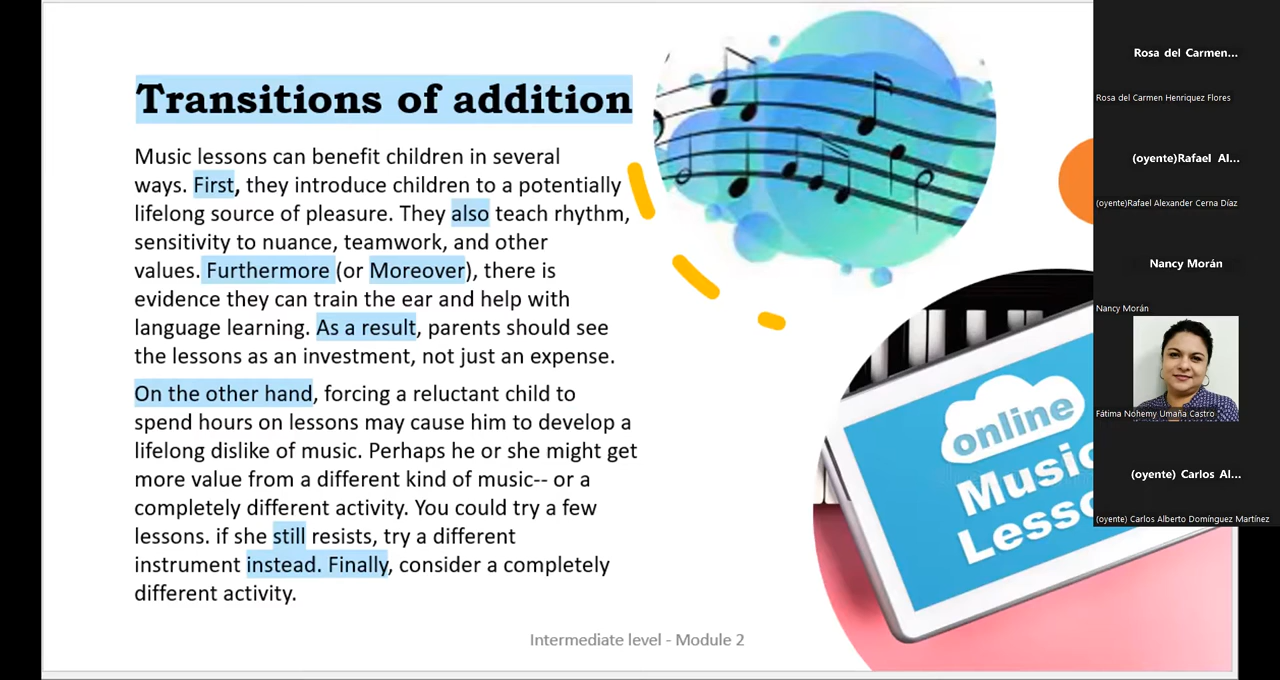 Transitions of addition
Music lessons can benefit children in several
ways. First, they introduce children to a potentially
lifelong source of pleasure. They also teach rhythm,
sensitivity to nuance, teamwork, and other
values. Furthermore (or Moreover), there is
evidence they can train the ear and help with
language learning. As a result, parents should see
the lessons as an investment, not just an expense.
On the other hand, forcing a reluctant child to
spend hours on lessons may cause him to develop a
lifelong dislike of music. Perhaps he or she might get
more value from a different kind of music-- or a
completely different activity. You could try a few
lessons. if she still resists, try a different
instrument instead. Finally, consider a completely
different activity.
Intermediate level - Module 2
online
Music
Lesso
Rosa del Carmen...
Rosa del Carmen Henriquez Flores
(oyente)Rafael Al...
(oyente)Rafael Alexander Cerna Díaz
Nancy Morán
Nancy Morán
Fátima Nohemy Umaña Castro
(oyente) Carlos Al...
(oyente) Carlos Alberto Domínguez Martínez